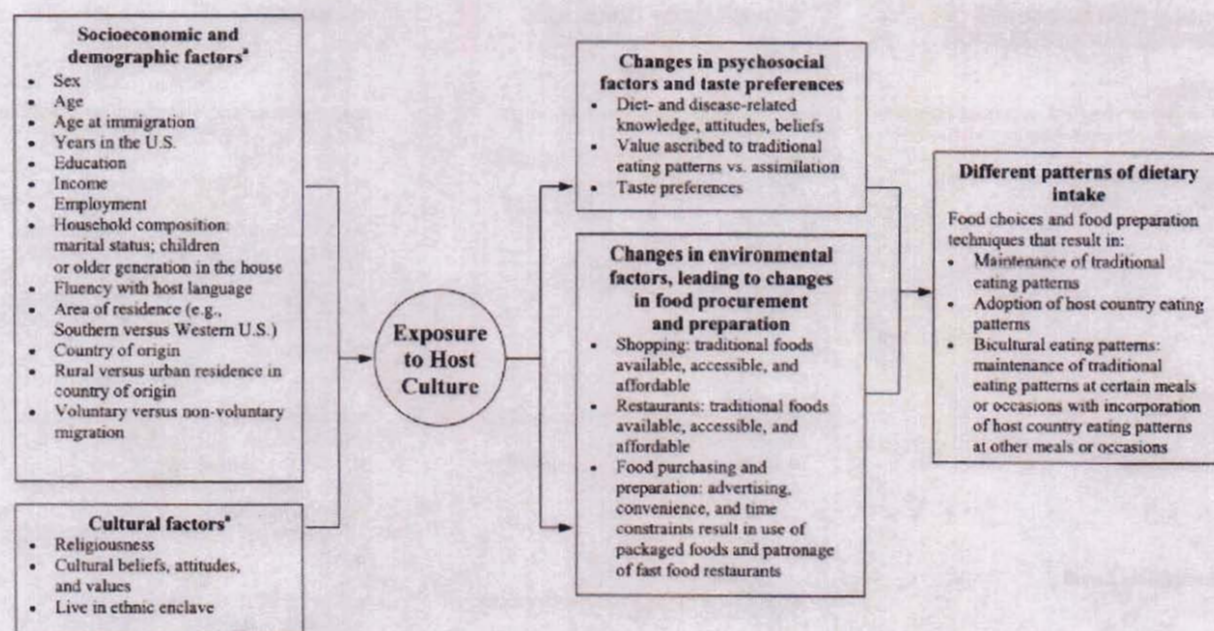 Socioeconomic and
demographic factorsª
• Sex
• Age
• Age at immigration
• Years in the U.S.
• Education
• Income
• Employment
• Household composition:
marital status; children
or older generation in the house
• Fluency with host language
• Area of residence (e.g.,
Southern versus Western U.S.)
• Country of origin
• Rural versus urban residence in
country of origin
• Voluntary versus non-voluntary
migration
Cultural factorsª
• Religiousness
• Cultural beliefs, attitudes,
and values
• Live in ethnic enclave
Exposure
to Host
Culture
Changes in psychosocial
factors and taste preferences
• Diet- and disease-related
knowledge, attitudes, beliefs
• Value ascribed to traditional
eating patterns vs. assimilation
• Taste preferences
Changes in environmental
factors, leading to changes
in food procurement
and preparation
• Shopping: traditional foods
available, accessible, and
affordable
• Restaurants: traditional foods
available, accessible, and
affordable
• Food purchasing and
preparation: advertising,
convenience, and time
constraints result in use of
packaged foods and patronage
of fast food restaurants
Different patterns of dietary
intake
Food choices and food preparation
techniques that result in:
• Maintenance of traditional
eating patterns
• Adoption of host country eating
patterns
• Bicultural eating patterns:
maintenance of traditional
eating patterns at certain meals
or occasions with incorporation
of host country eating patterns
at other meals or occasions